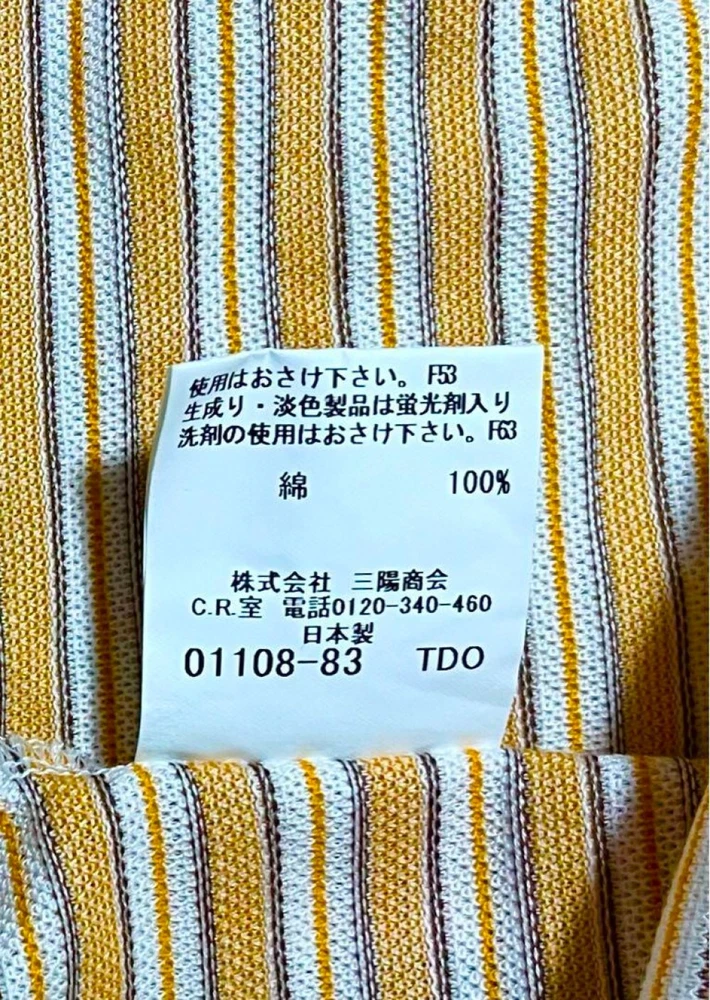 使用はおさけ下さい。 F53
生成り・淡色製品は蛍光剤入り
洗剤の使用はおさけ下さい。F63
綿 100%
株式会社 三陽商会
C.R.室 電話0120-340-460
日本製
01108-83 TDO